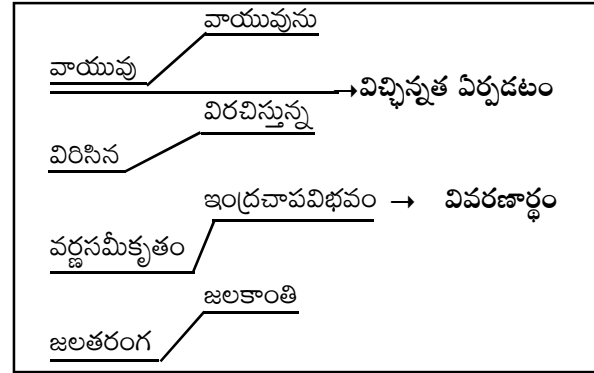 వాయువును
వాయువు
విచ్ఛిన్నత ఏర్పడటం
విరచిస్తున్న
విరిసిన
ఇంద్రచాపవిభవం → వివరణార్థం
వర్ణసమీకృతం
జలకాంతి
జలతరంగ